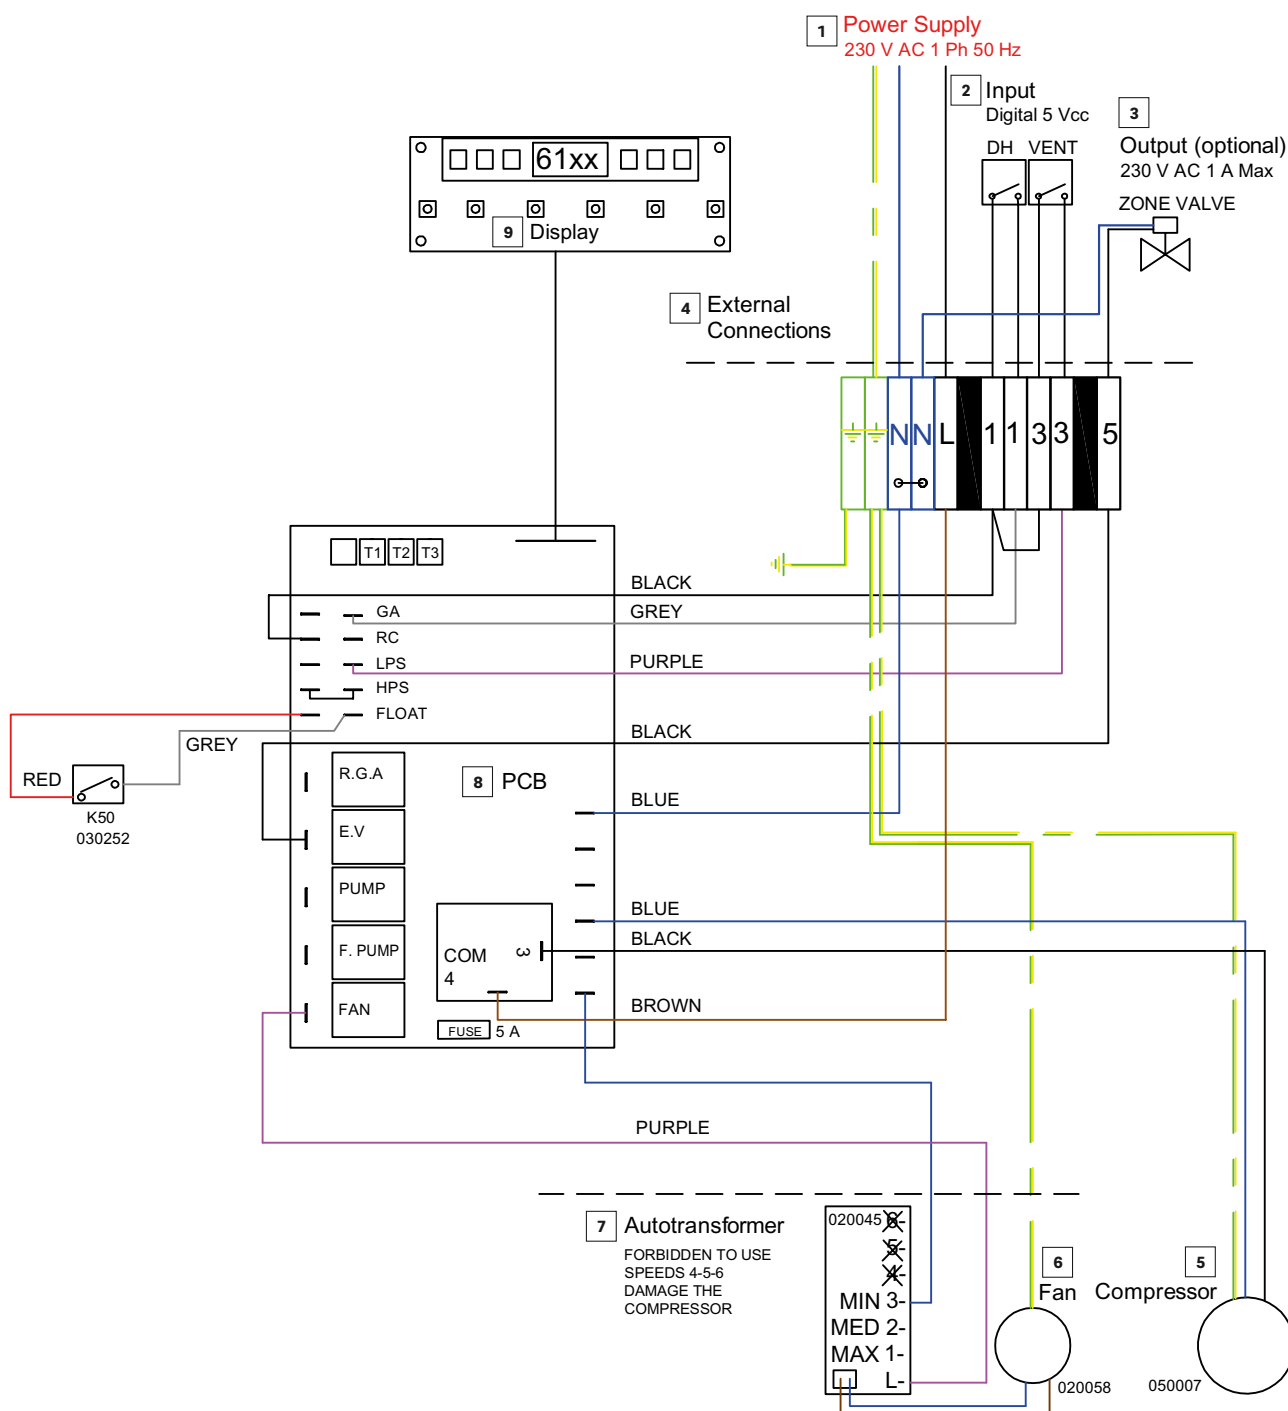 1 Power Supply
230 V AC 1 Ph 50 Hz
2 Input
Digital 5 Vcc
3
Output (optional)
230 V AC 1 A Max
DH VENT
ZONE VALVE
61xx
9 Display
4 External
Connections
N N L 1 1 3 3 5
T1 T2 T3
BLACK
GA
GREY
RC
LPS
PURPLE
HPS
FLOAT
GREY
BLACK
RED
K50
030252
R.G.A
8 PCB
BLUE
E.V
PUMP
BLUE
F. PUMP
BLACK
COM 3
4
FAN
BROWN
FUSE 5 A
PURPLE
7 Autotransformer
FORBIDDEN TO USE
SPEEDS 4-5-6
DAMAGE THE
COMPRESSOR
020045 6-
5-
4-
MIN 3-
MED 2-
MAX 1-
L-
6
Fan
020058
5
Compressor
050007